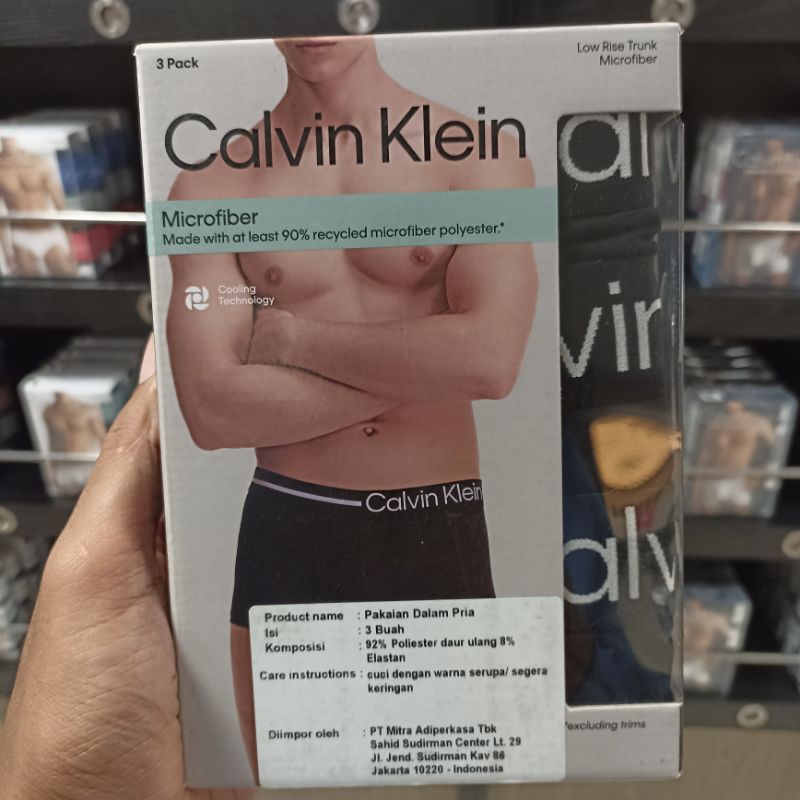 3 Pack
Low Rise Trunk
Microfiber
Calvin Klein
Microfiber
Made with at least 90% recycled microfiber polyester.*
Cooling
Technology
Calvin Klein
Product name : Pakaian Dalam Pria
Isi : 3 Buah
Komposisi : 92% Poliester daur ulang 8%
Elastan
Care instructions : cuci dengan warna serupa/ segera
keringan
Diimpor oleh : PT Mitra Adiperkasa Tbk
Sahid Sudirman Center Lt. 29
Jl. Jend. Sudirman Kav 86
Jakarta 10220 - Indonesia
*excluding trims